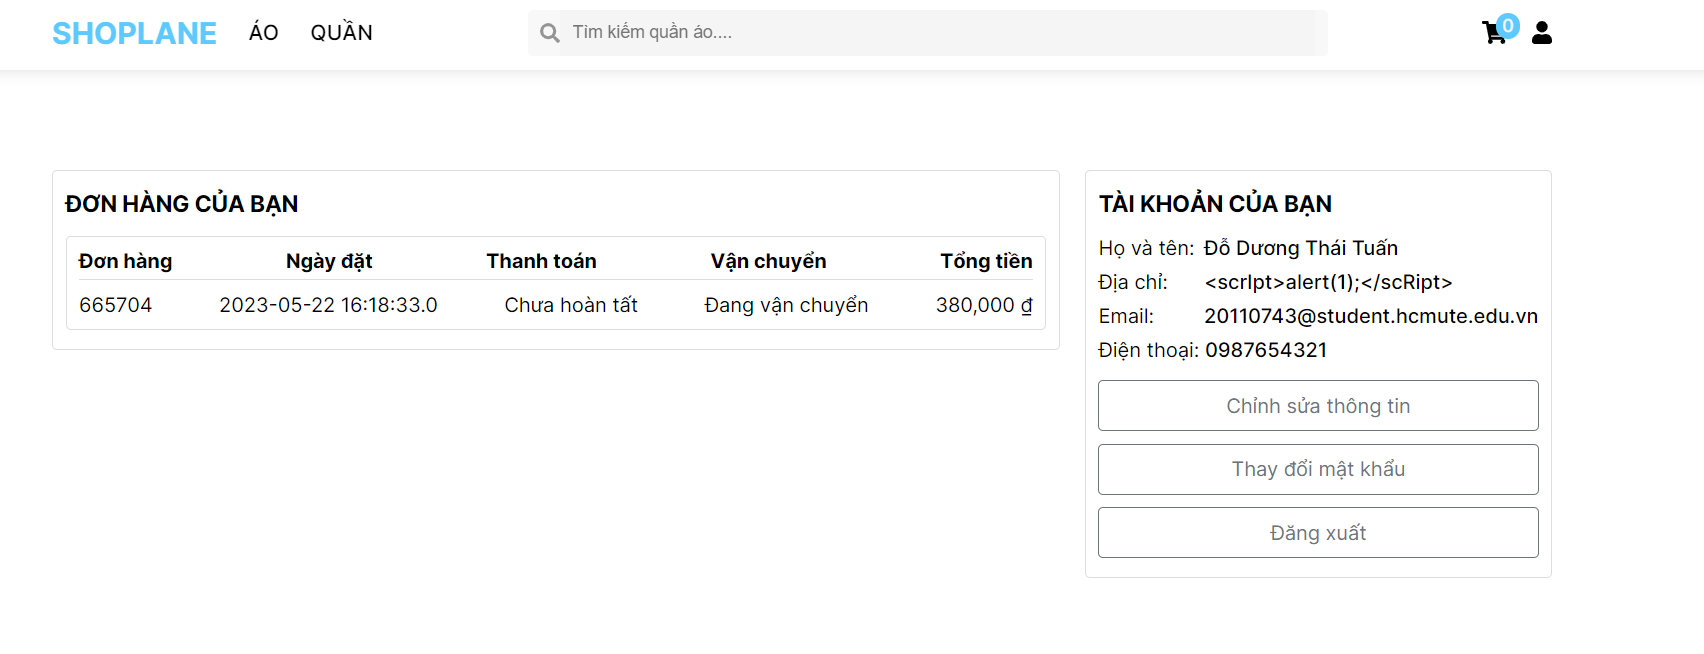 SHOPLANE ÁO QUẦN Tìm kiếm quần áo.... 0
ĐƠN HÀNG CỦA BẠN
Đơn hàng Ngày đặt Thanh toán Vận chuyển Tổng tiền
665704 2023-05-22 16:18:33.0 Chưa hoàn tất Đang vận chuyển 380,000 ₫
TÀI KHOẢN CỦA BẠN
Họ và tên: Đỗ Dương Thái Tuấn
Địa chỉ: <scrIpt>alert(1);</scRipt>
Email: 20110743@student.hcmute.edu.vn
Điện thoại: 0987654321
Chỉnh sửa thông tin
Thay đổi mật khẩu
Đăng xuất